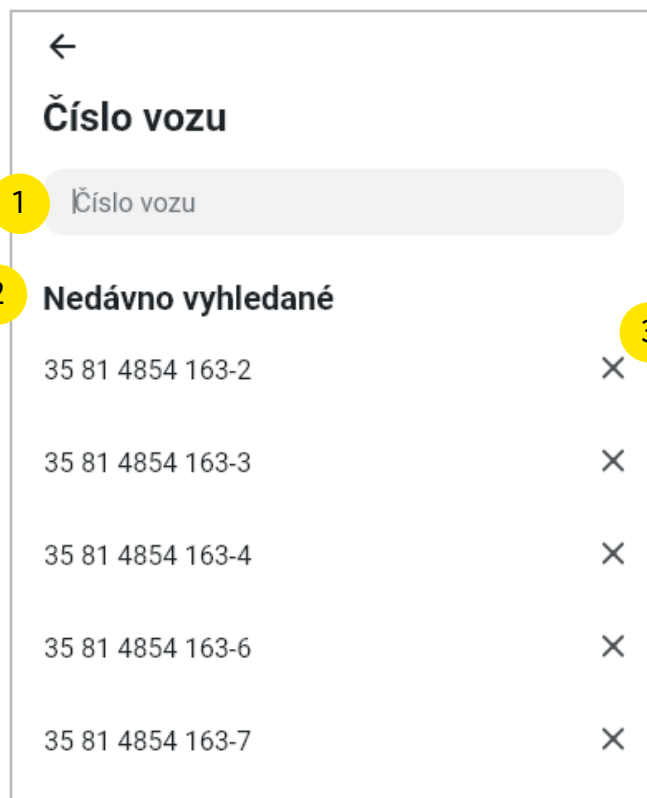 Číslo vozu
1 Číslo vozu
2 Nedávno vyhledané
3
35 81 4854 163-2
35 81 4854 163-3
35 81 4854 163-4
35 81 4854 163-6
35 81 4854 163-7